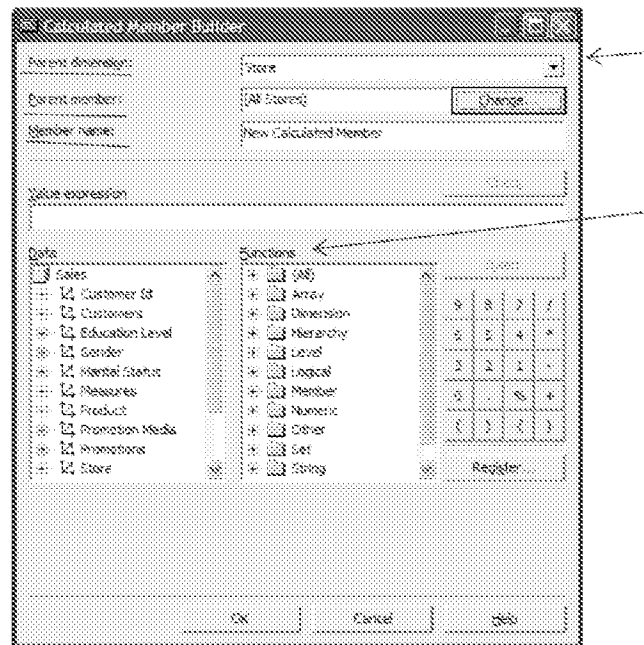 Calculated Member Builder
Parent dimension:
Store
Parent member:
[All Stores]
Change...
Member name:
New Calculated Member
Value expression
Check
Data
Functions
Sales
Customer Id
Customers
Education Level
Gender
Marital Status
Measures
Product
Promotion Media
Promotions
Store
(All)
Array
Dimension
Hierarchy
Level
Logical
Member
Numeric
Other
Set
String
Register...
OK
Cancel
Help